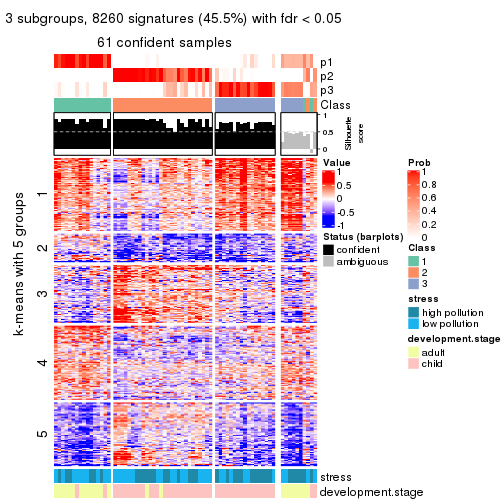 3 subgroups, 8260 signatures (45.5%) with fdr < 0.05
61 confident samples
p1
p2
p3
Class
1
0.5
0
Silhouette
score
k-means with 5 groups
1
2
3
4
5
stress
development.stage
Value
1
0.5
0
-0.5
-1
Status (barplots)
confident
ambiguous
Prob
1
0.8
0.6
0.4
0.2
0
Class
1
2
3
stress
high pollution
low pollution
development.stage
adult
child